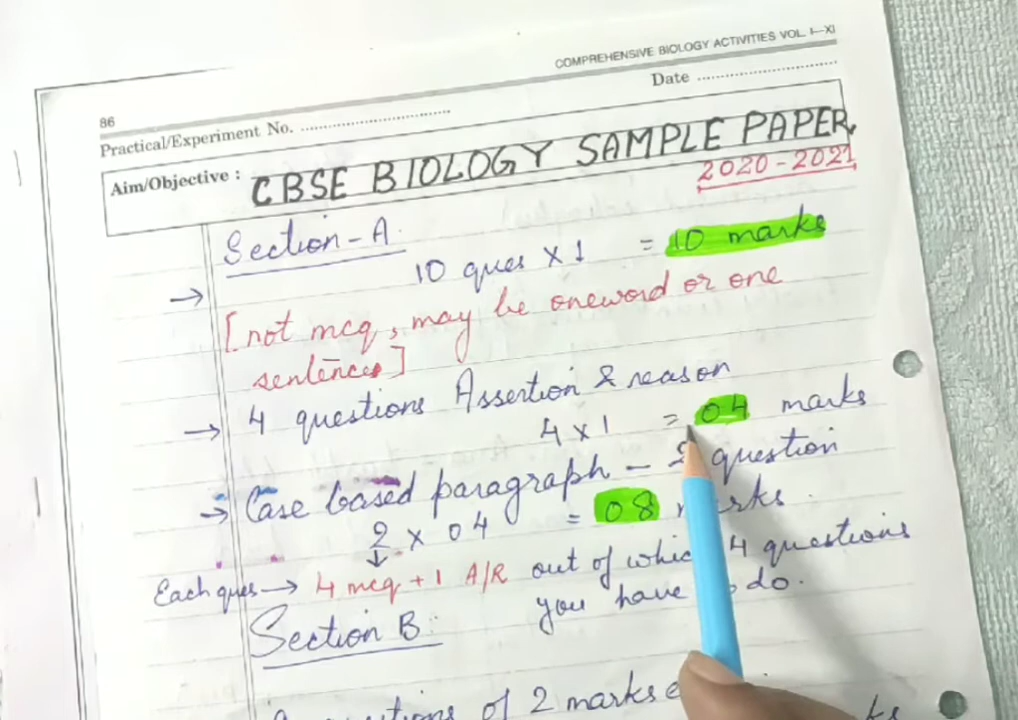 COMPREHENSIVE BIOLOGY ACTIVITIES VOL. I—XI
86
Date
Practical/Experiment No.
Aim/Objective : CBSE BIOLOGY SAMPLE PAPER.
2020-2021
Section-A.
→ 10 ques × 1 = 10 marks
[not mcq, may be oneword or one
sentences]
→ 4 questions Assertion & reason
4 × 1 = 04 marks
→ Case based paragraph – question
2 × 04 = 08
Each ques → 4 mcq + 1 A/R out of which 4 questions
you have do.
Section B:
of 2 marks